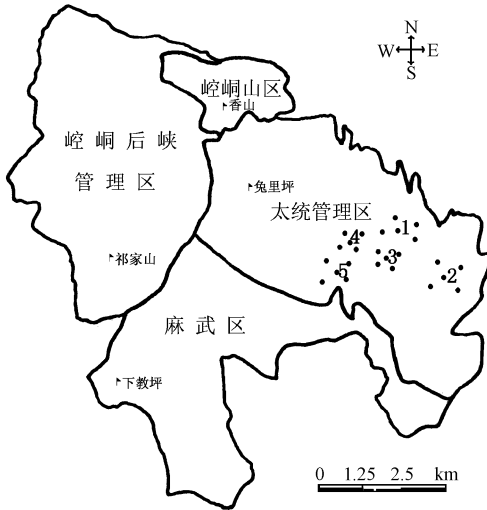 N
W E
S
崆峒山区
香山
崆峒后峡
管理区
兔里坪
太统管理区
1
4
3
2
5
祁家山
麻武区
下教坪
0 1.25 2.5 km